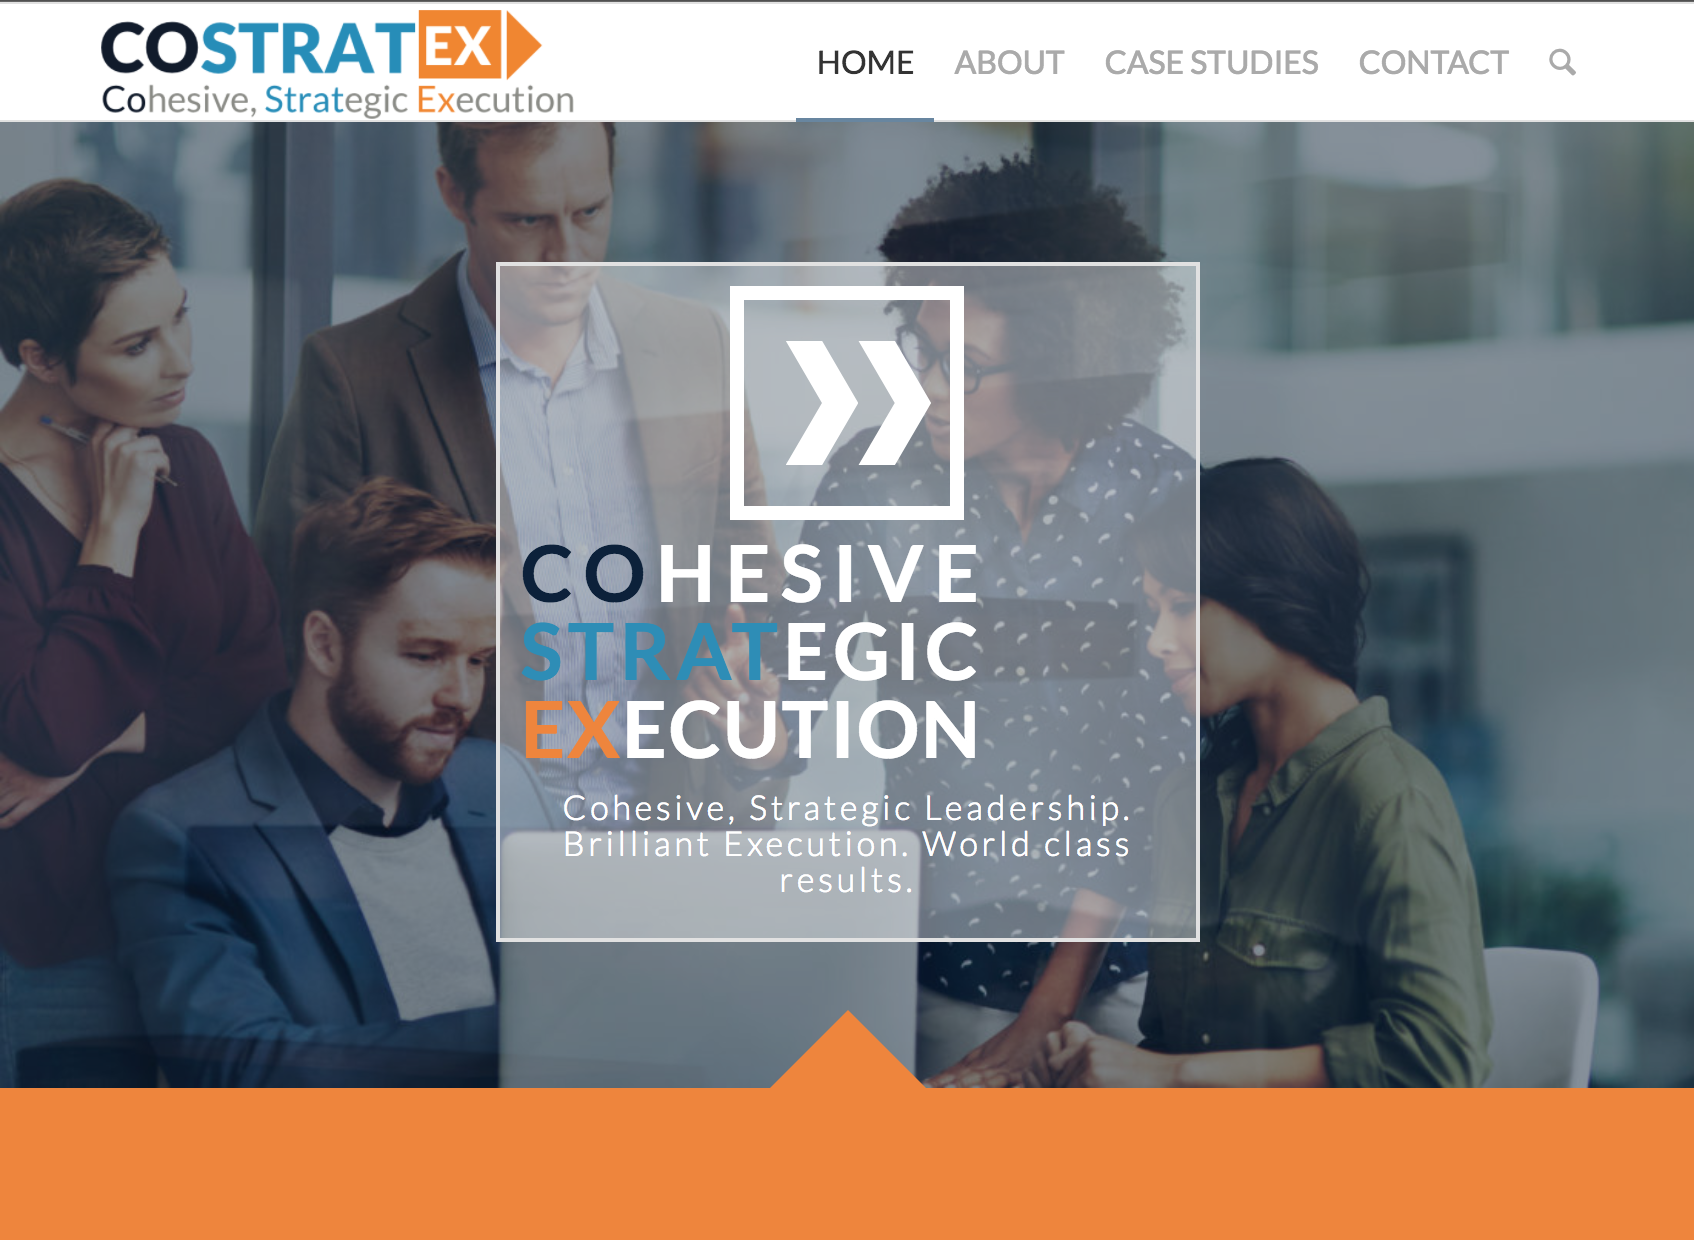 COSTRATEX
Cohesive, Strategic Execution
HOME ABOUT CASE STUDIES CONTACT
COHESIVE
STRATEGIC
EXECUTION
Cohesive, Strategic Leadership.
Brilliant Execution. World class
results.